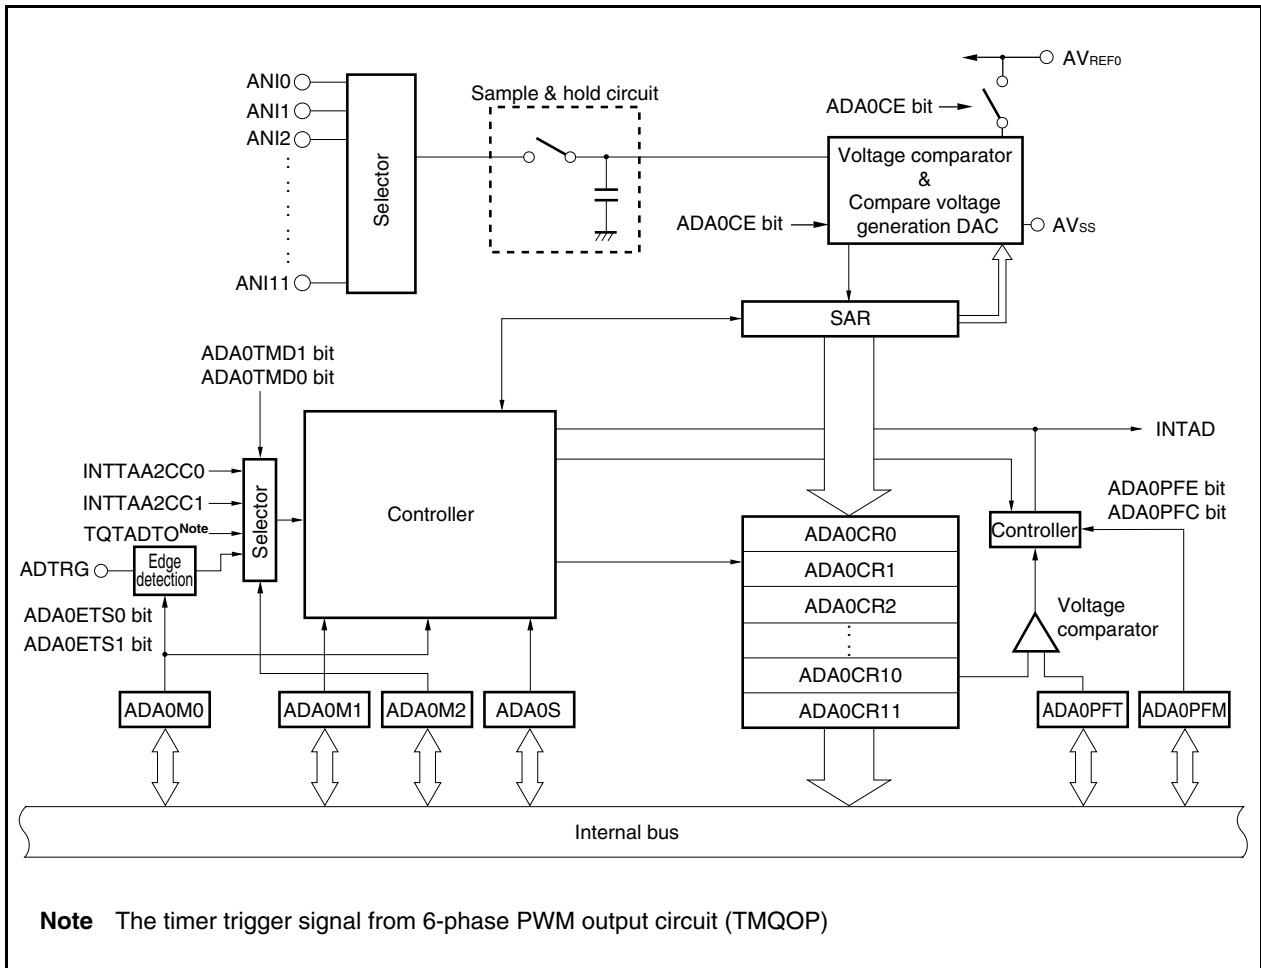 ANI0
ANI1
ANI2
ANI11
Selector
Sample & hold circuit
AVREF0
ADA0CE bit
Voltage comparator
&
Compare voltage
generation DAC
ADA0CE bit
AVSS
SAR
ADA0TMD1 bit
ADA0TMD0 bit
INTTAA2CC0
INTTAA2CC1
TQTADTONote
ADTRG
Edge
detection
Selector
ADA0ETS0 bit
ADA0ETS1 bit
Controller
INTAD
ADA0PFE bit
ADA0PFC bit
Controller
Voltage
comparator
ADA0CR0
ADA0CR1
ADA0CR2
ADA0CR10
ADA0CR11
ADA0M0
ADA0M1
ADA0M2
ADA0S
ADA0PFT
ADA0PFM
Internal bus
Note The timer trigger signal from 6-phase PWM output circuit (TMQOP)